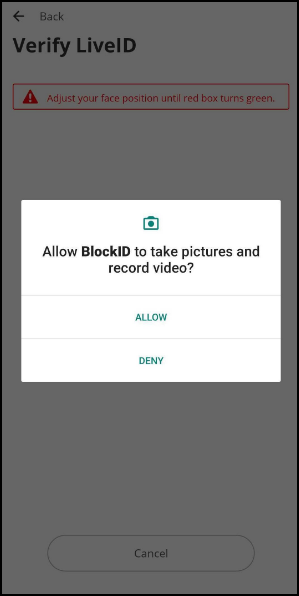 Back
Verify LiveID
Adjust your face position until red box turns green.
Allow BlockID to take pictures and
record video?
ALLOW
DENY
Cancel